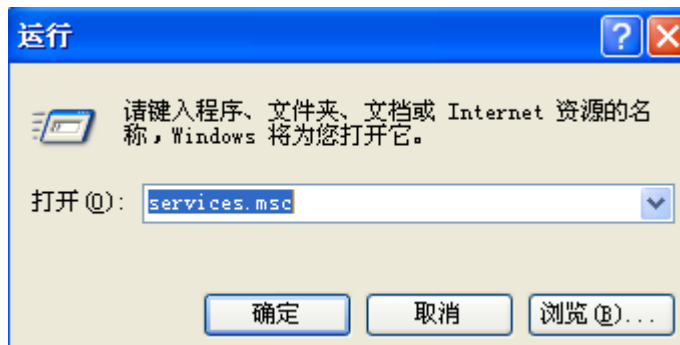 运行
请键入程序、文件夹、文档或 Internet 资源的名
称，Windows 将为您打开它。
打开(O): services.msc
确定 取消 浏览(B)...